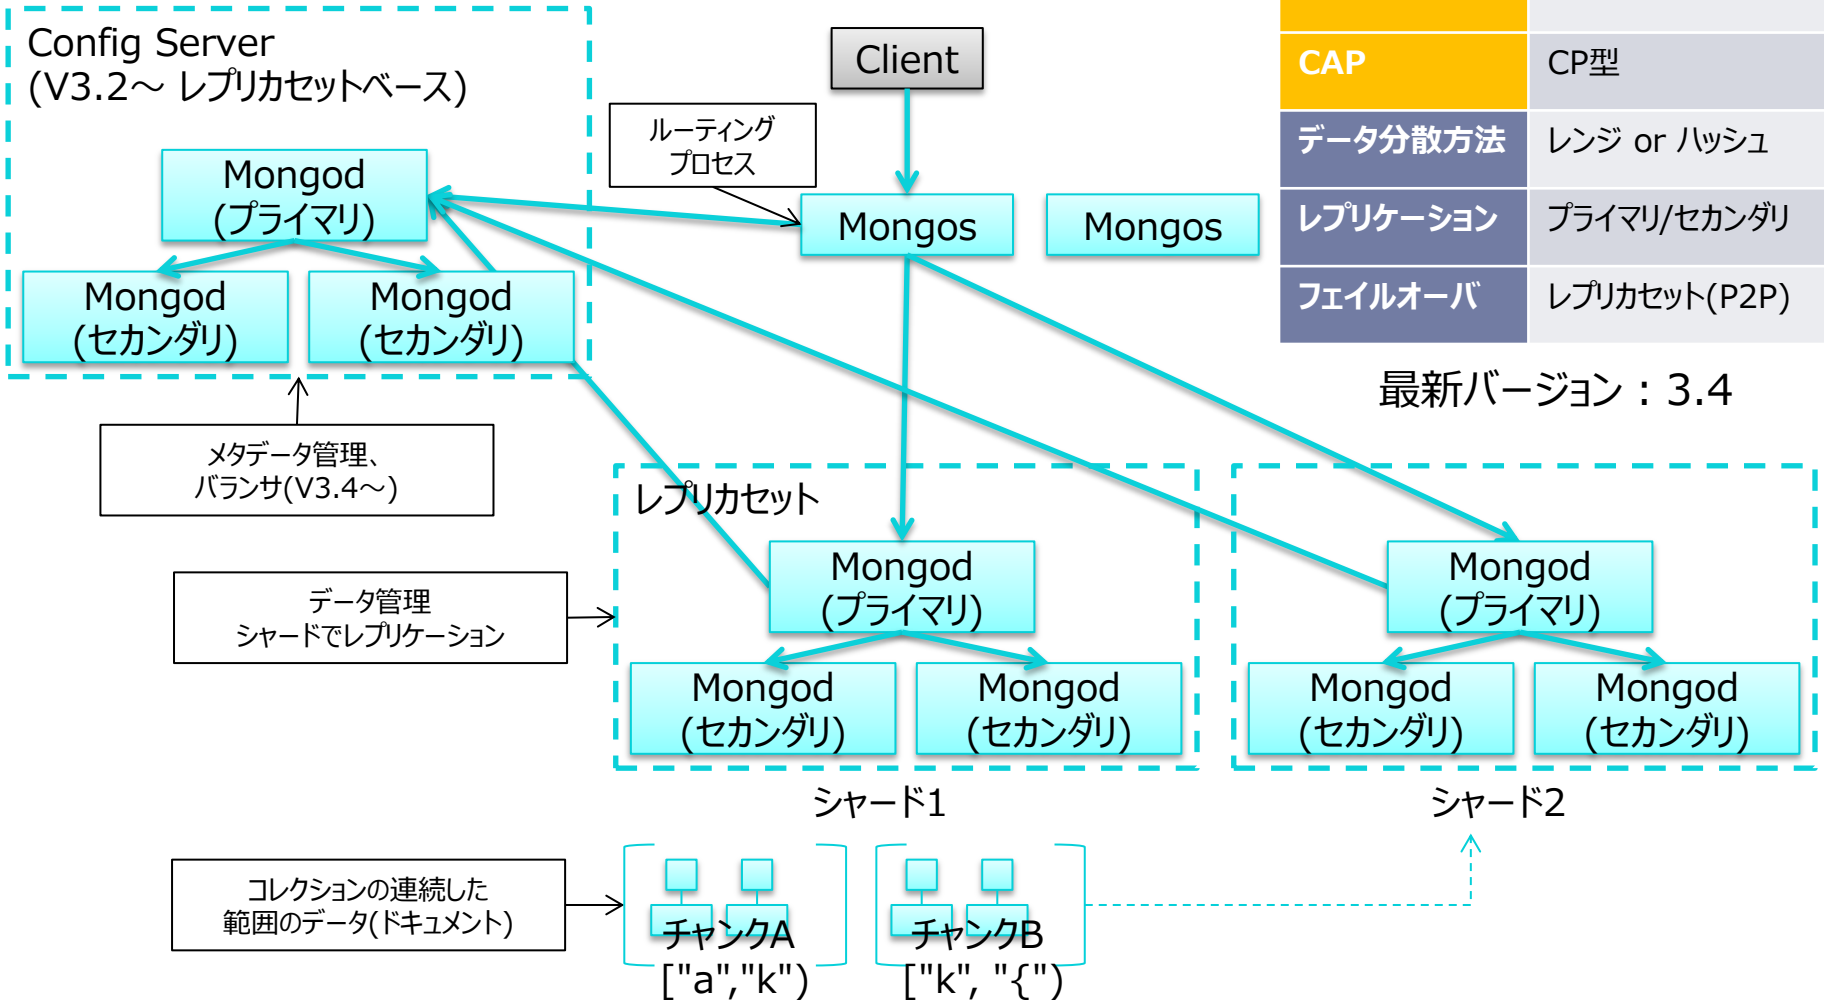 Config Server
(V3.2～ レプリカセットベース)
Mongod
(プライマリ)
Mongod
(セカンダリ)
Mongod
(セカンダリ)
メタデータ管理、
バランサ(V3.4～)
Client
ルーティング
プロセス
Mongos
Mongos
CAP
CP型
データ分散方法
レンジ or ハッシュ
レプリケーション
プライマリ/セカンダリ
フェイルオーバ
レプリカセット(P2P)
最新バージョン：3.4
データ管理
シャードでレプリケーション
レプリカセット
Mongod
(プライマリ)
Mongod
(セカンダリ)
Mongod
(セカンダリ)
シャード1
Mongod
(プライマリ)
Mongod
(セカンダリ)
Mongod
(セカンダリ)
シャード2
コレクションの連続した
範囲のデータ(ドキュメント)
チャンクA
["a","k")
チャンクB
["k", "{")